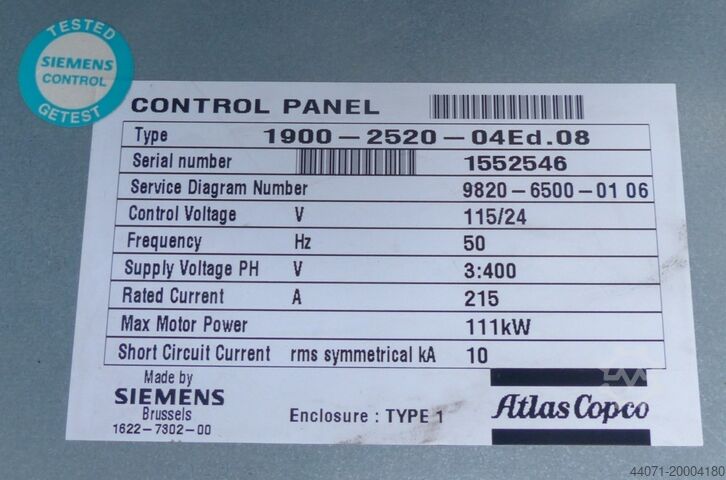 TESTED
SIEMENS
CONTROL
GETEST
CONTROL PANEL
Type 1900-2520-04Ed.08
Serial number 1552546
Service Diagram Number 9820-6500-01 06
Control Voltage V 115/24
Frequency Hz 50
Supply Voltage PH V 3:400
Rated Current A 215
Max Motor Power 111kW
Short Circuit Current rms symmetrical kA 10
Made by
SIEMENS
Brussels
1622-7302-00
Enclosure : TYPE 1
Atlas Copco
44071-20004180